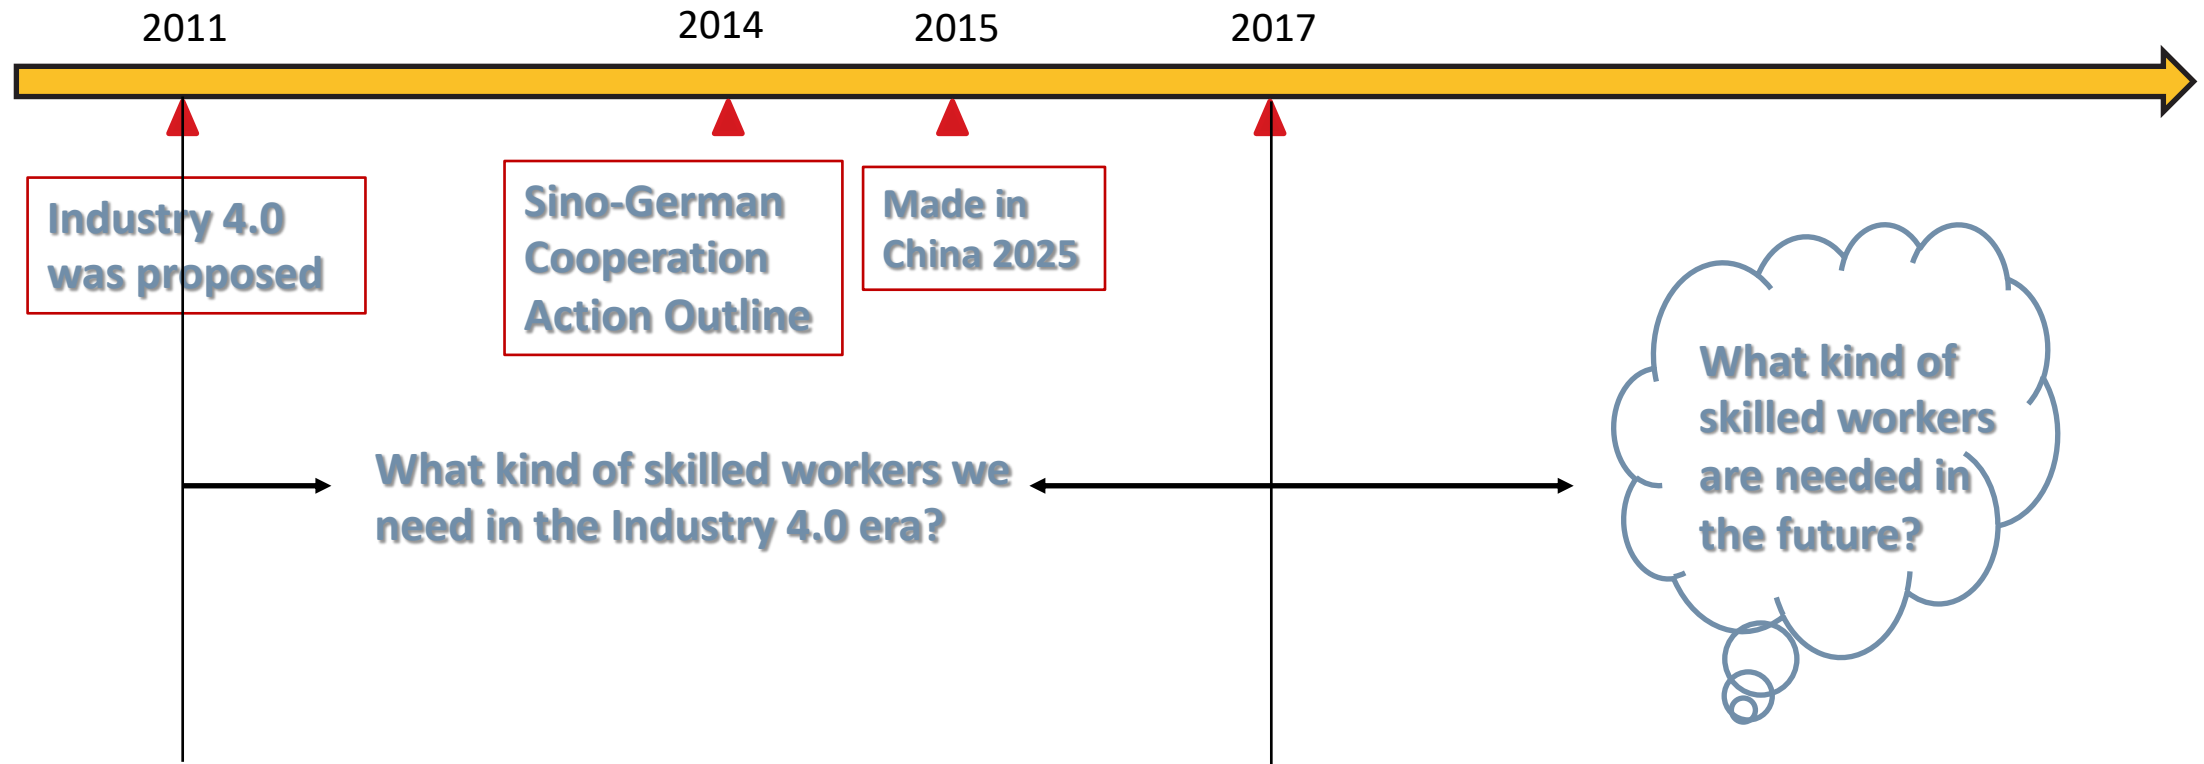 2011
2014
2015
2017
Industry 4.0
was proposed
Sino-German
Cooperation
Action Outline
Made in
China 2025
What kind of skilled workers we
need in the Industry 4.0 era?
What kind of
skilled workers
are needed in
the future?